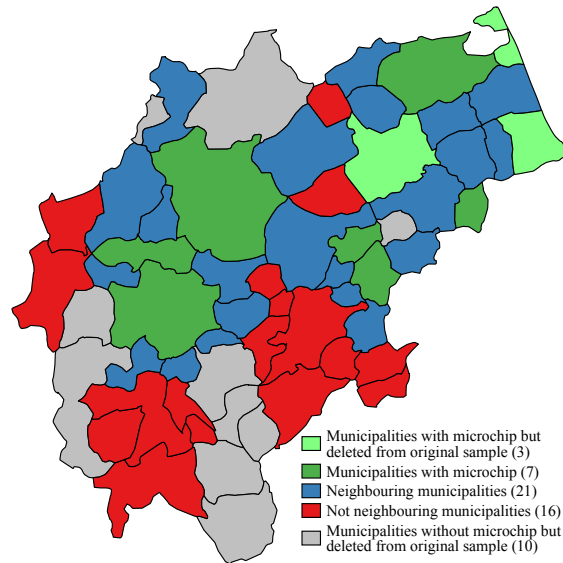 Municipalities with microchip but
deleted from original sample (3)
Municipalities with microchip (7)
Neighbouring municipalities (21)
Not neighbouring municipalities (16)
Municipalities without microchip but
deleted from original sample (10)